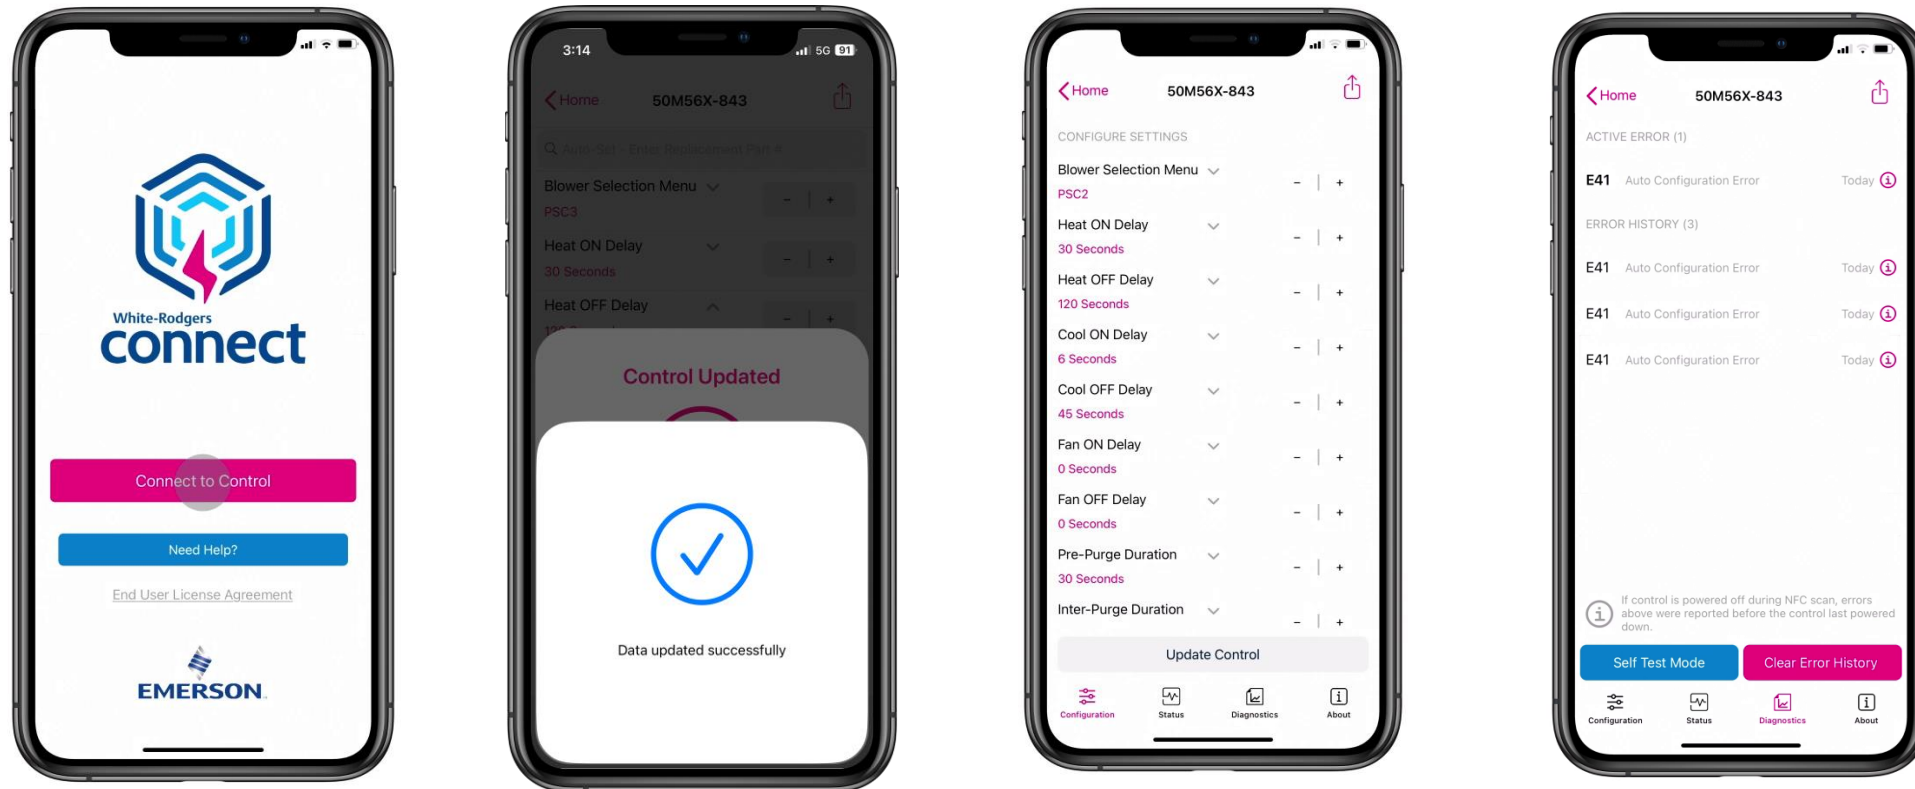 White-Rodgers
connect
Connect to Control
Need Help?
End User License Agreement
EMERSON
3:14
5G 91
Home 50M56X-843
Auto-Set - Enter Replacement Part #
Blower Selection Menu - | +
PSC3
Heat ON Delay - | +
30 Seconds
Heat OFF Delay - | +
Control Updated
Data updated successfully
Home 50M56X-843
CONFIGURE SETTINGS
Blower Selection Menu - | +
PSC2
Heat ON Delay - | +
30 Seconds
Heat OFF Delay - | +
120 Seconds
Cool ON Delay - | +
6 Seconds
Cool OFF Delay - | +
45 Seconds
Fan ON Delay - | +
0 Seconds
Fan OFF Delay - | +
0 Seconds
Pre-Purge Duration - | +
30 Seconds
Inter-Purge Duration - | +
Update Control
Configuration Status Diagnostics About
Home 50M56X-843
ACTIVE ERROR (1)
E41 Auto Configuration Error Today
ERROR HISTORY (3)
E41 Auto Configuration Error Today
E41 Auto Configuration Error Today
E41 Auto Configuration Error Today
If control is powered off during NFC scan, errors
above were reported before the control last powered
down.
Self Test Mode Clear Error History
Configuration Status Diagnostics About